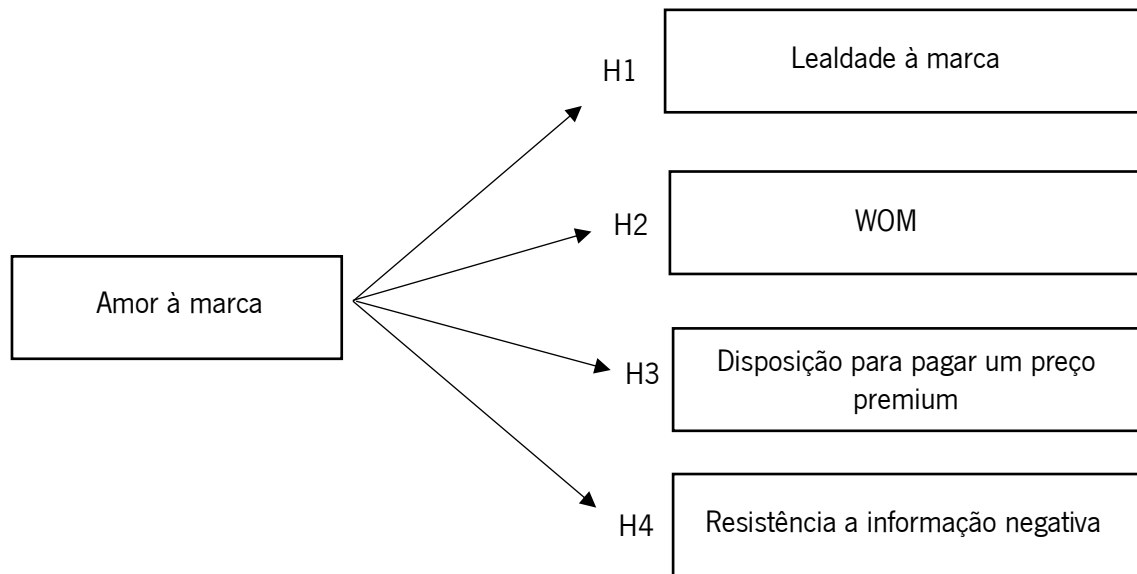 H1
Lealdade à marca
H2
WOM
Amor à marca
H3
Disposição para pagar um preço
premium
H4
Resistência a informação negativa